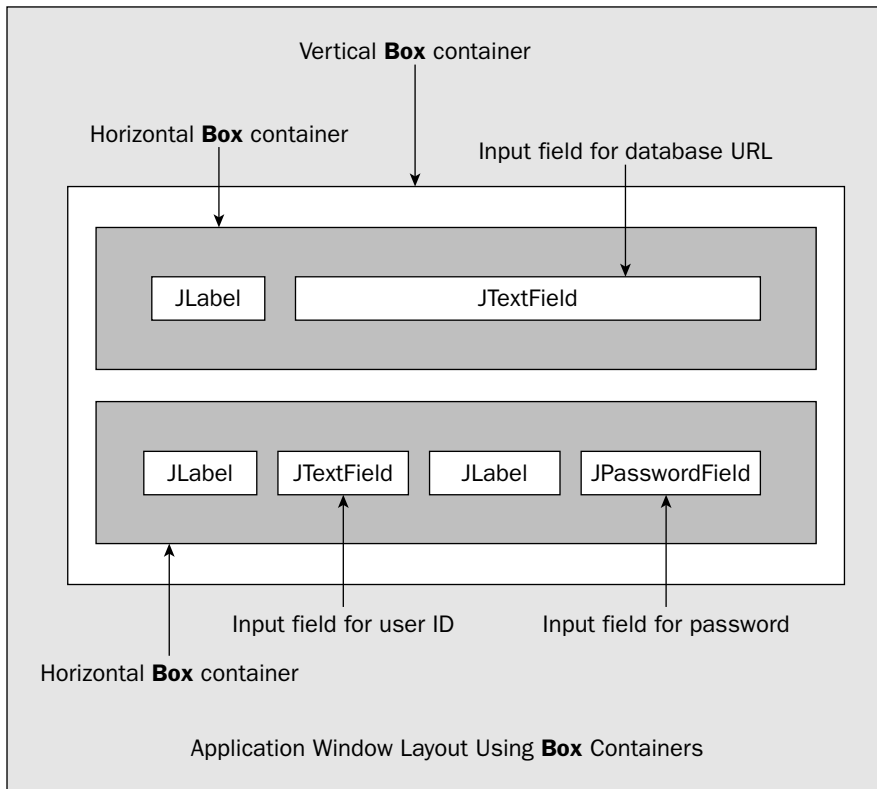 Vertical Box container
Horizontal Box container
Input field for database URL
JLabel
JTextField
JLabel
JTextField
JLabel
JPasswordField
Input field for user ID
Input field for password
Horizontal Box container
Application Window Layout Using Box Containers